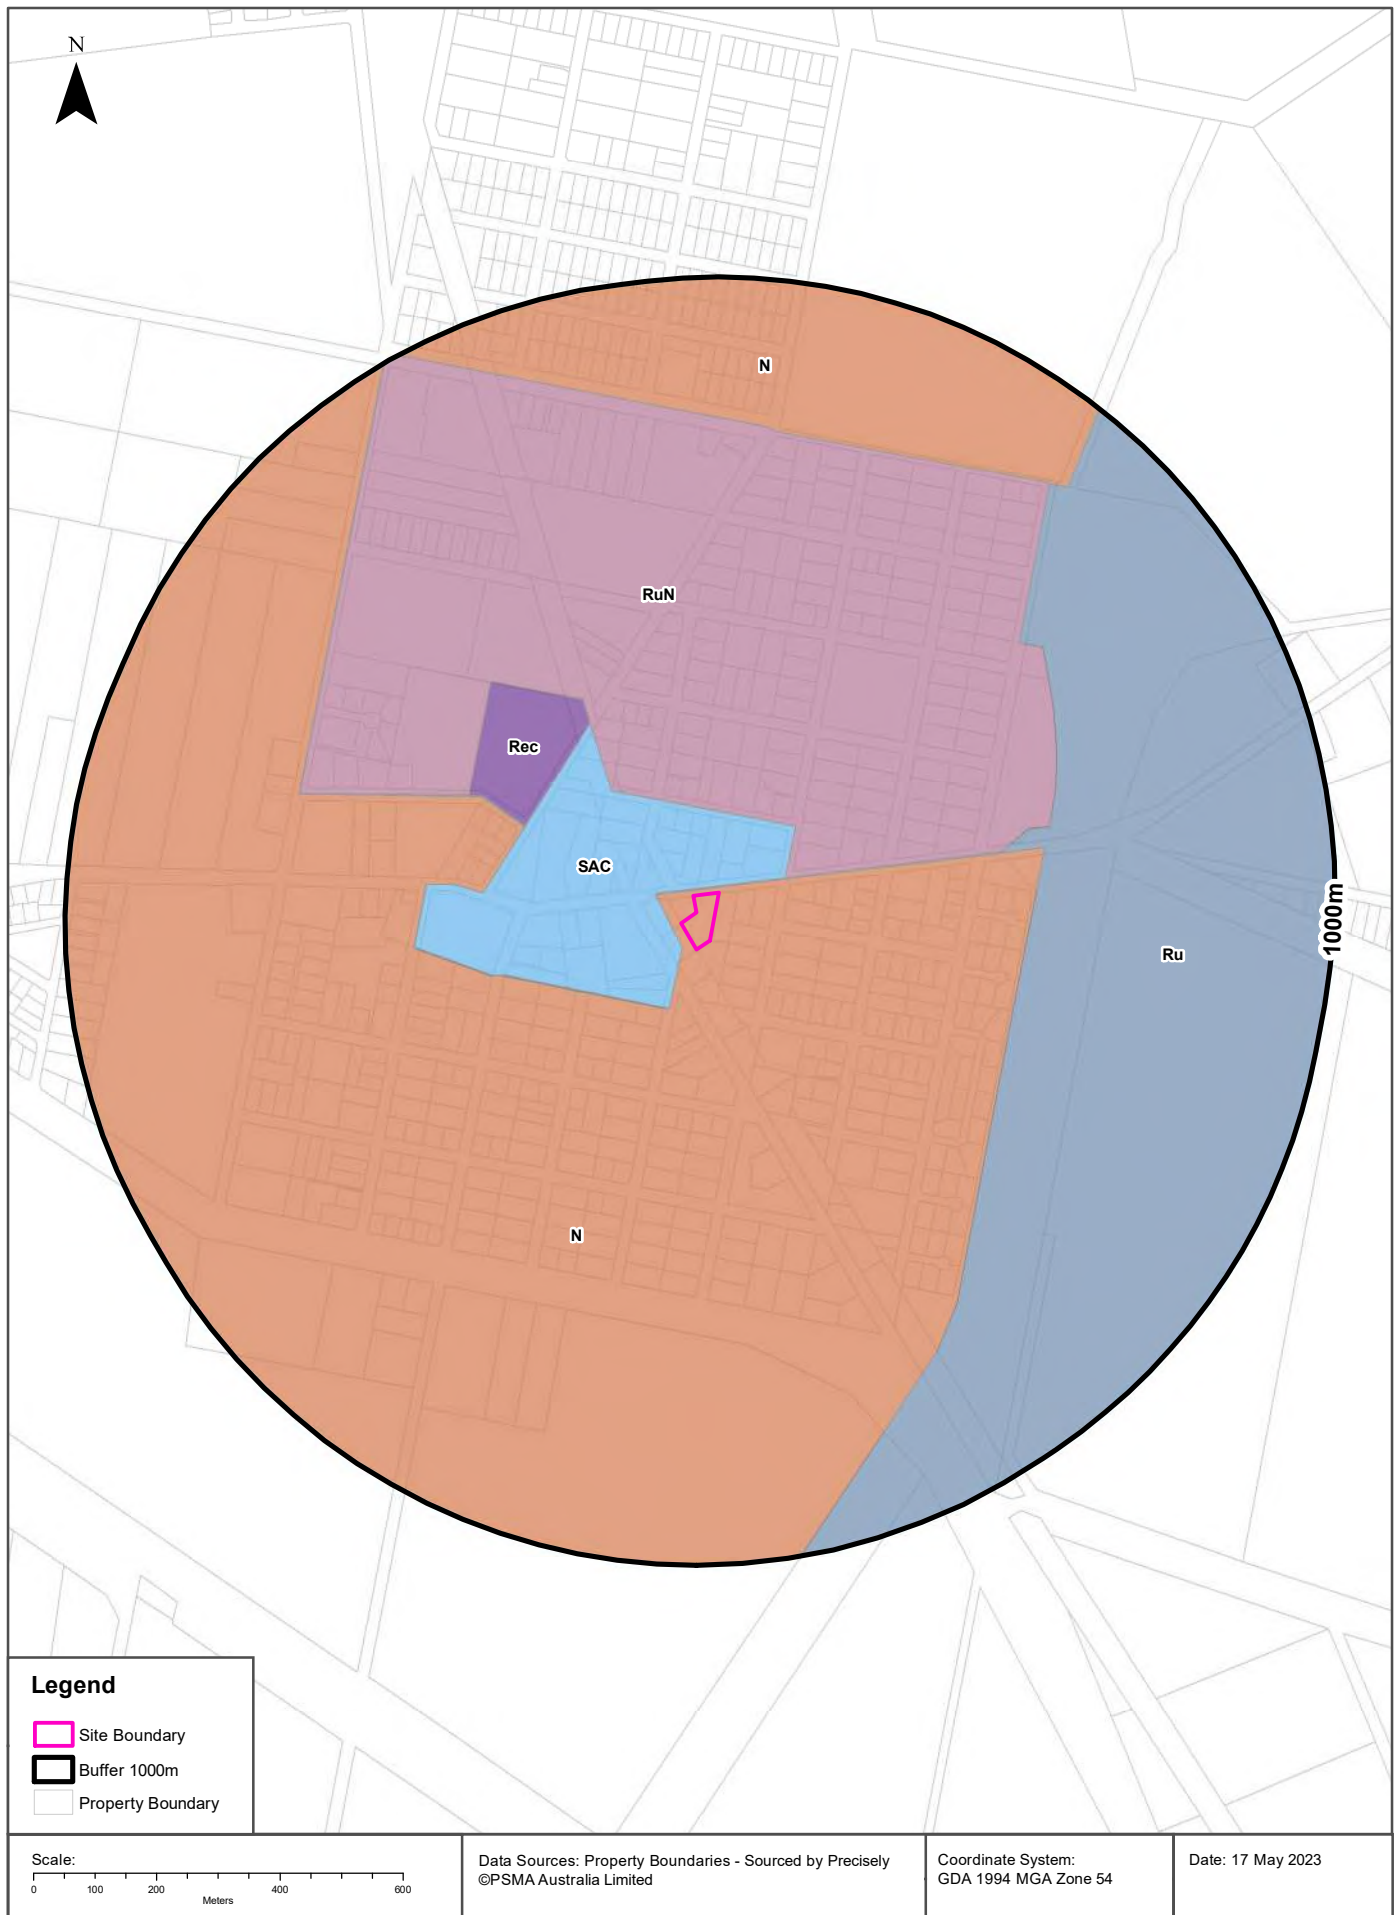 N
N
RuN
Rec
SAC
1000m
Ru
N
Legend
Site Boundary
Buffer 1000m
Property Boundary
Scale:
0 100 200 400 600
Meters
Data Sources: Property Boundaries - Sourced by Precisely
©PSMA Australia Limited
Coordinate System:
GDA 1994 MGA Zone 54
Date: 17 May 2023